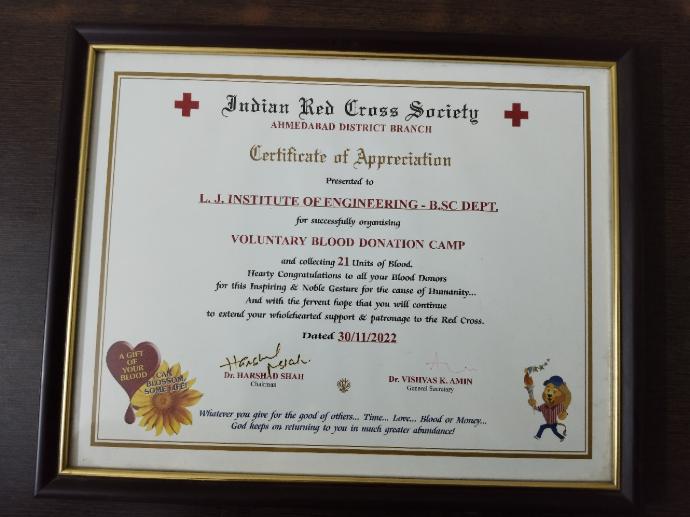 Indian Red Cross Society
AHMEDABAD DISTRICT BRANCH
Certificate of Appreciation
Presented to
L. J. INSTITUTE OF ENGINEERING - B.SC DEPT.
for successfully organising
VOLUNTARY BLOOD DONATION CAMP
and collecting 21 Units of Blood.
Hearty Congratulations to all your Blood Donors
for this Inspiring & Noble Gesture for the cause of Humanity...
And with the fervent hope that you will continue
to extend your wholehearted support & patronage to the Red Cross.
Dated 30/11/2022
A GIFT
OF
YOUR
BLOOD
CAN
BLOSSOM
SOME LIFE!
Harshad Shah.
Dr. HARSHAD SHAH
Chairman
Dr. VISHVAS K. AMIN
General Secretary
Whatever you give for the good of others... Time... Love... Blood or Money...
God keeps on returning to you in much greater abundance!